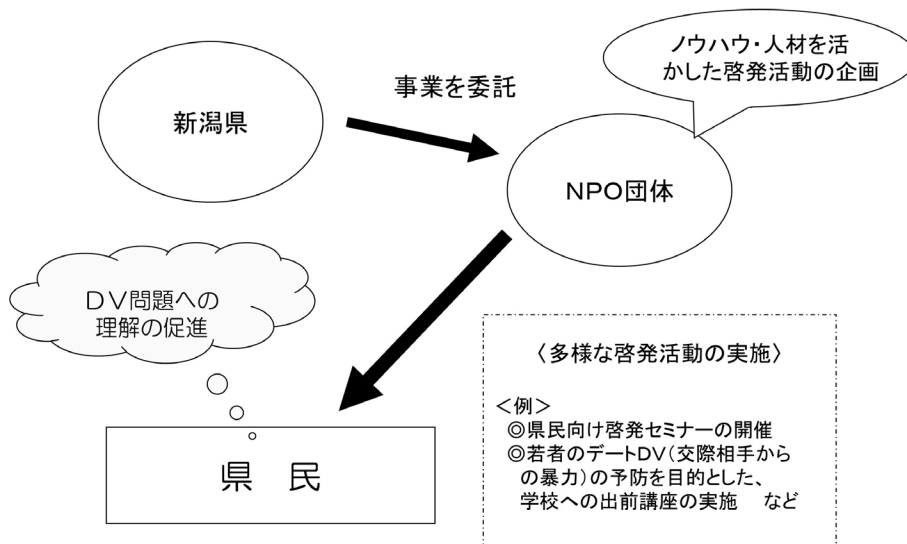 ノウハウ・人材を活
かした啓発活動の企画
事業を委託
新潟県
NPO団体
DV問題への
理解の促進
〈多様な啓発活動の実施〉
＜例＞
◎県民向け啓発セミナーの開催
◎若者のデートDV（交際相手から
の暴力）の予防を目的とした、
学校への出前講座の実施　など
県　民